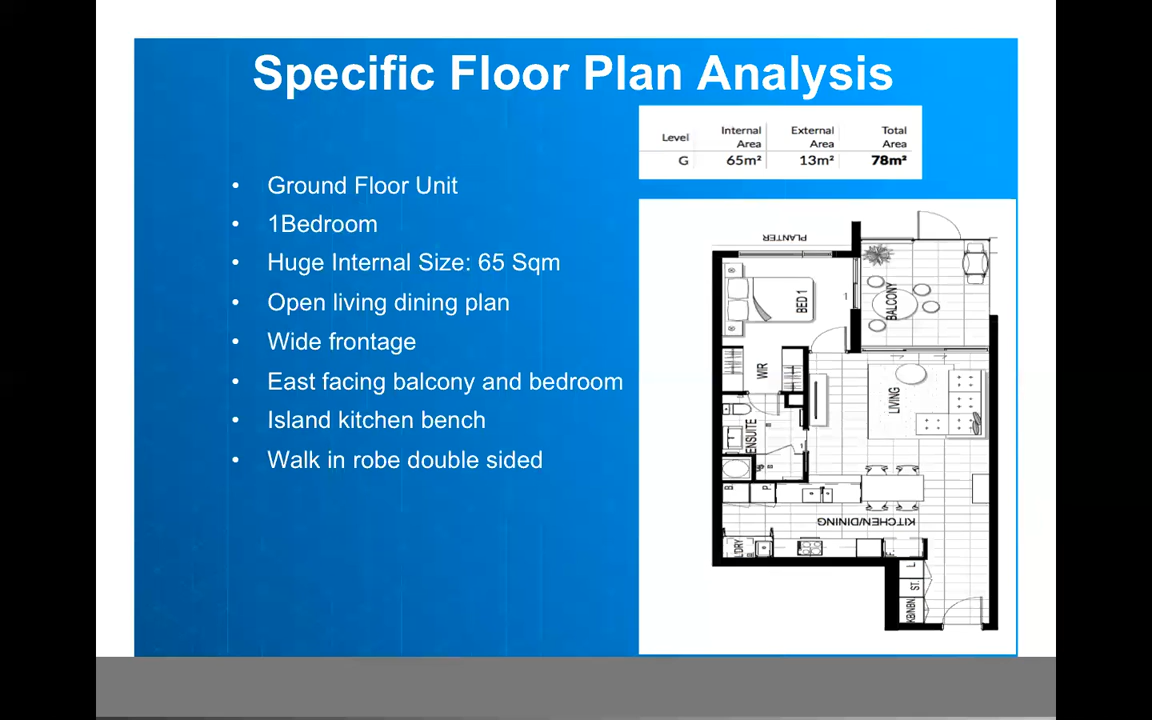 Specific Floor Plan Analysis
Level Internal Area External Area Total Area
G 65m² 13m² 78m²
• Ground Floor Unit
• 1Bedroom
• Huge Internal Size: 65 Sqm
• Open living dining plan
• Wide frontage
• East facing balcony and bedroom
• Island kitchen bench
• Walk in robe double sided
PLANTER
BED 1
BALCONY
WIR
LIVING
ENSUITE
B.
P.
KITCHEN/DINING
L'DRY
F.
L.
ST.
KB/NBN